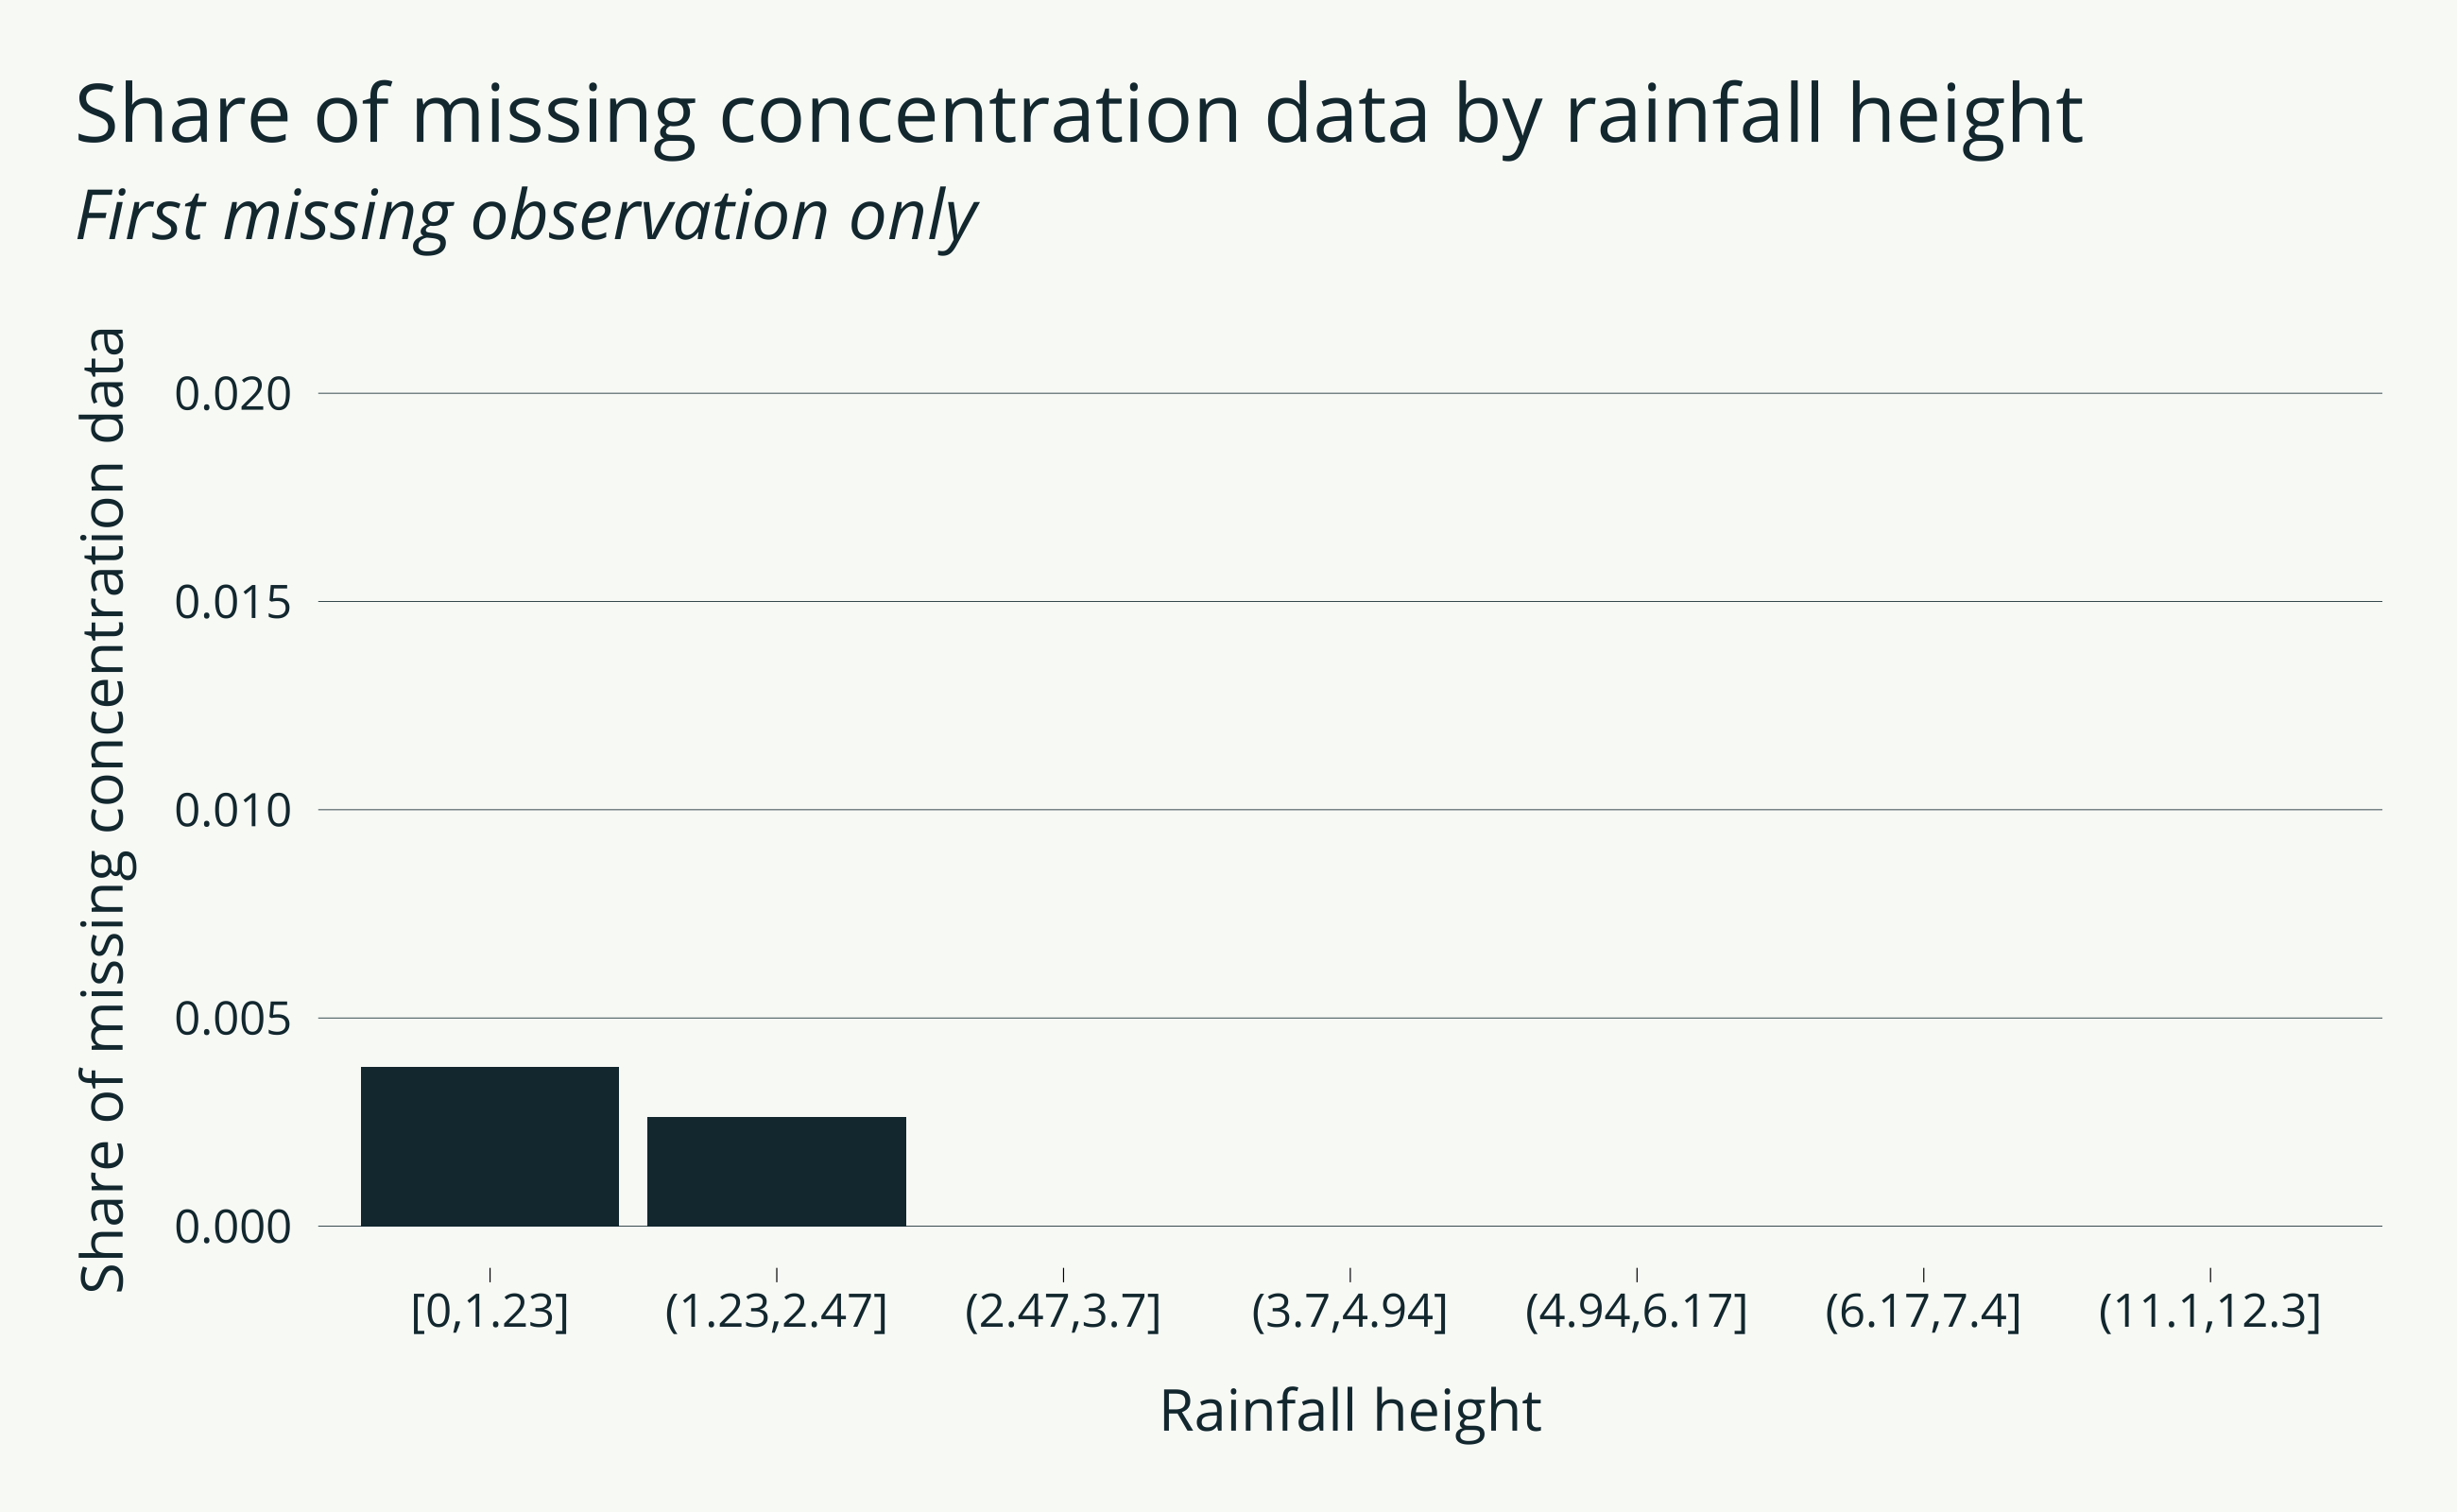 Share of missing concentration data by rainfall height
First missing observation only
Share of missing concentration data
0.020
0.015
0.010
0.005
0.000
[0,1.23] (1.23,2.47] (2.47,3.7] (3.7,4.94] (4.94,6.17] (6.17,7.4] (11.1,12.3]
Rainfall height